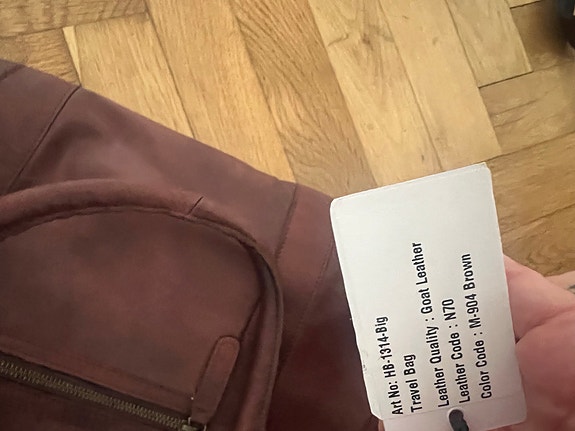 Art No: HB-1314-Big
Travel Bag
Leather Quality : Goat Leather
Leather Code : N70
Color Code : M-904 Brown